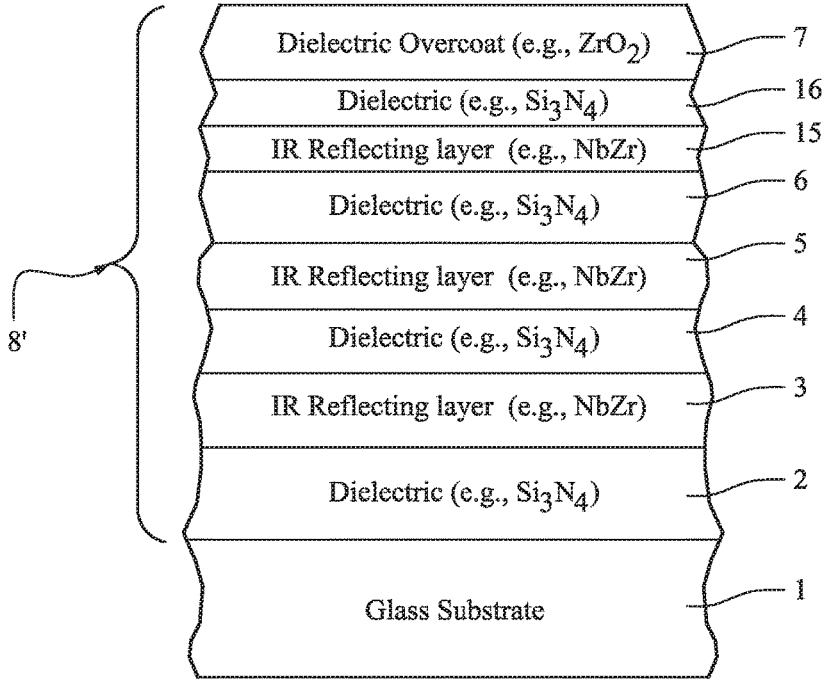 Dielectric Overcoat (e.g., ZrO₂) 7
Dielectric (e.g., Si₃N₄) 16
IR Reflecting layer (e.g., NbZr) 15
Dielectric (e.g., Si₃N₄) 6
IR Reflecting layer (e.g., NbZr) 5
8'
Dielectric (e.g., Si₃N₄) 4
IR Reflecting layer (e.g., NbZr) 3
Dielectric (e.g., Si₃N₄) 2
Glass Substrate 1